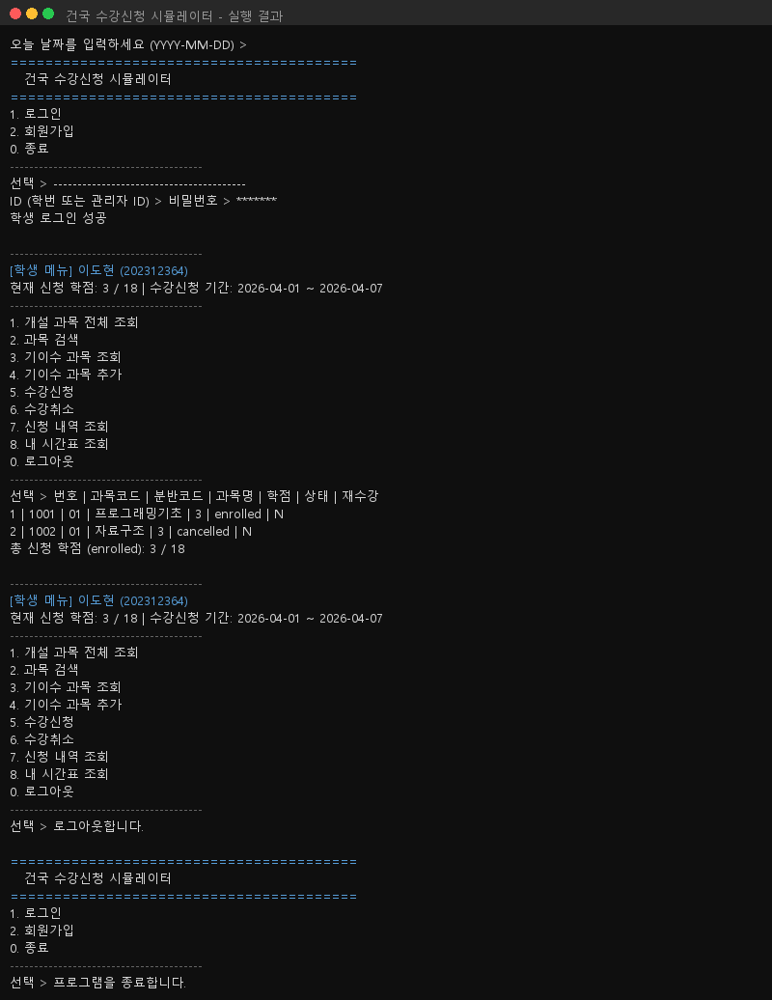 건국 수강신청 시뮬레이터 - 실행 결과
오늘 날짜를 입력하세요 (YYYY-MM-DD) >
========================================
건국 수강신청 시뮬레이터
========================================
1. 로그인
2. 회원가입
0. 종료
----------------------------------------
선택 > ----------------------------------------
ID (학번 또는 관리자 ID) > 비밀번호 > *******
학생 로그인 성공
----------------------------------------
[학생 메뉴] 이도현 (202312364)
현재 신청 학점: 3 / 18 | 수강신청 기간: 2026-04-01 ~ 2026-04-07
----------------------------------------
1. 개설 과목 전체 조회
2. 과목 검색
3. 기이수 과목 조회
4. 기이수 과목 추가
5. 수강신청
6. 수강취소
7. 신청 내역 조회
8. 내 시간표 조회
0. 로그아웃
----------------------------------------
선택 > 번호 | 과목코드 | 분반코드 | 과목명 | 학점 | 상태 | 재수강
1 | 1001 | 01 | 프로그래밍기초 | 3 | enrolled | N
2 | 1002 | 01 | 자료구조 | 3 | cancelled | N
총 신청 학점 (enrolled): 3 / 18
----------------------------------------
[학생 메뉴] 이도현 (202312364)
현재 신청 학점: 3 / 18 | 수강신청 기간: 2026-04-01 ~ 2026-04-07
----------------------------------------
1. 개설 과목 전체 조회
2. 과목 검색
3. 기이수 과목 조회
4. 기이수 과목 추가
5. 수강신청
6. 수강취소
7. 신청 내역 조회
8. 내 시간표 조회
0. 로그아웃
----------------------------------------
선택 > 로그아웃합니다.
========================================
건국 수강신청 시뮬레이터
========================================
1. 로그인
2. 회원가입
0. 종료
----------------------------------------
선택 > 프로그램을 종료합니다.